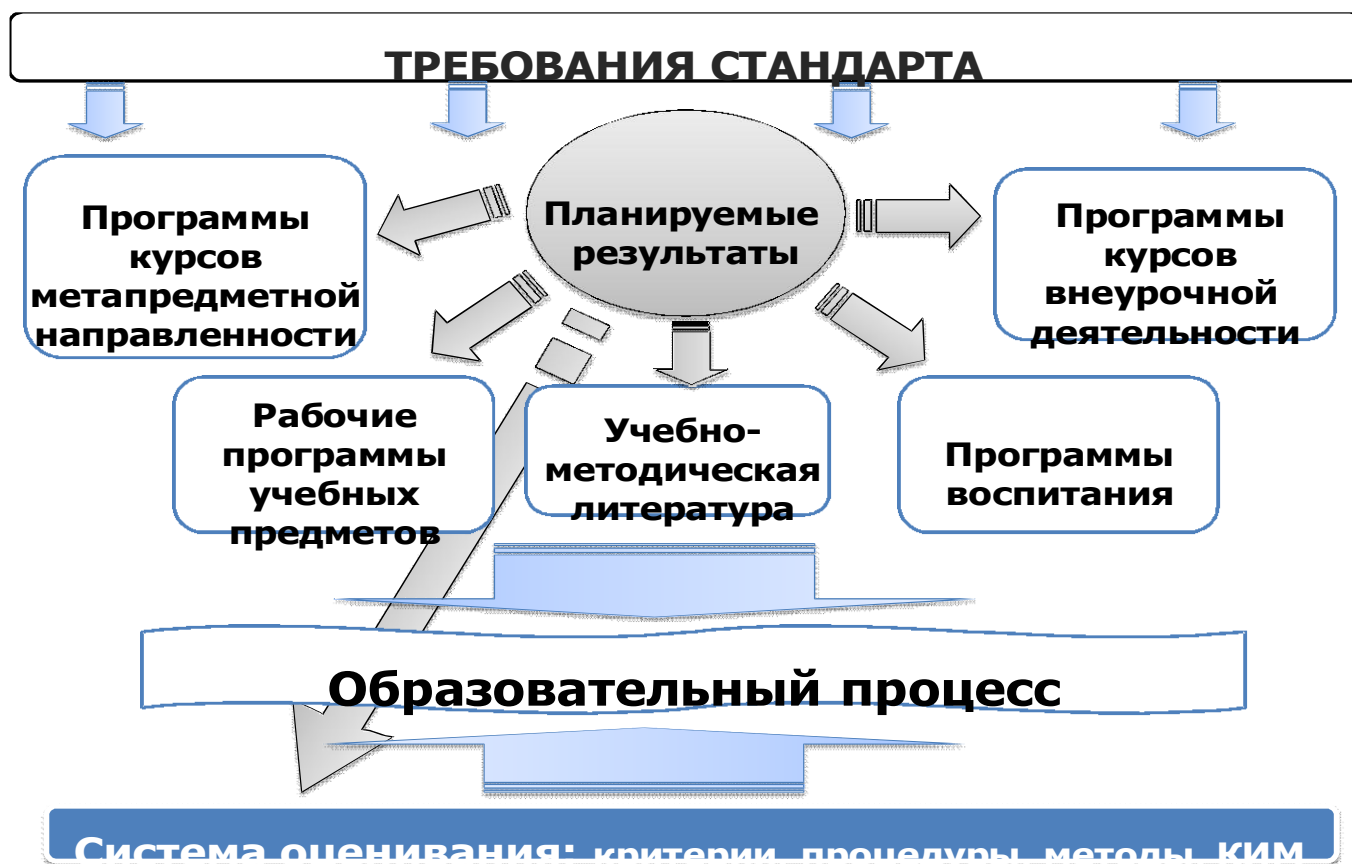 ТРЕБОВАНИЯ СТАНДАРТА
Планируемые
результаты
Программы
курсов
метапредметной
направленности
Программы
курсов
внеурочной
деятельности
Рабочие
программы
учебных
предметов
Учебно-
методическая
литература
Программы
воспитания
Образовательный процесс
Система оценивания: критерии, процедуры, методы, КИМ